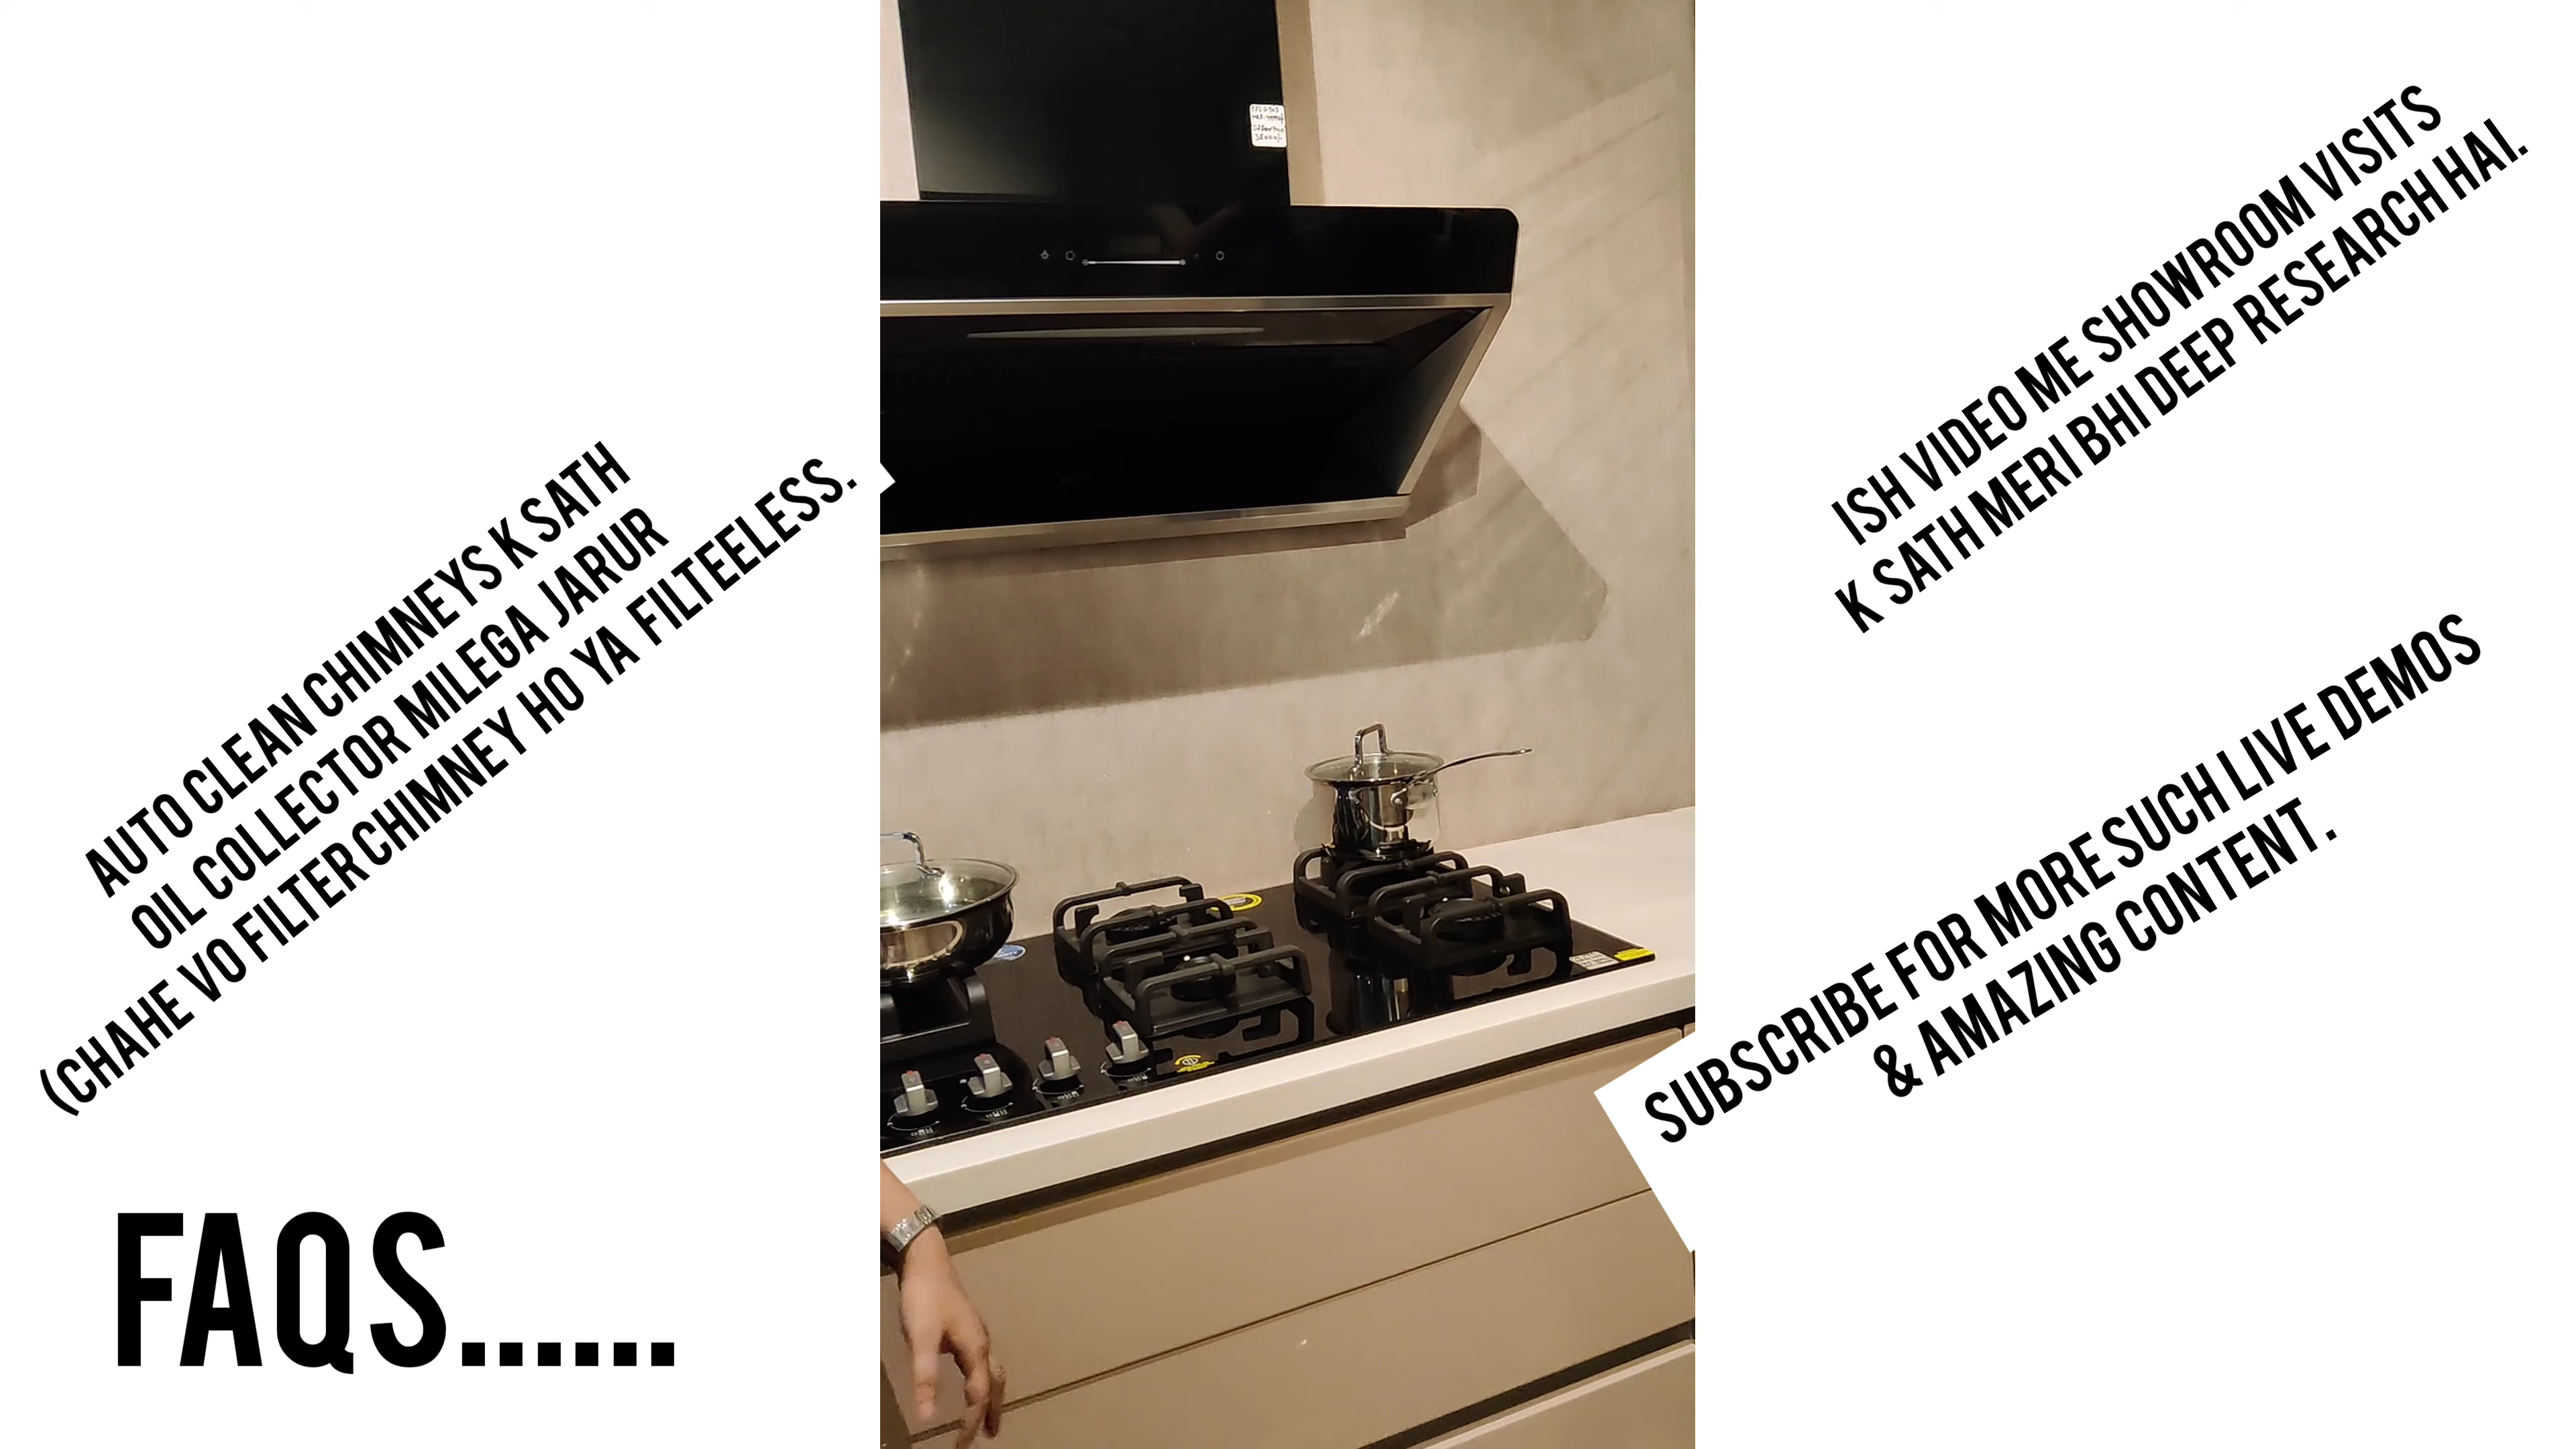 AUTO CLEAN CHIMNEYS K SATH
OIL COLLECTOR MILEGA JARUR
(CHAHE VO FILTER CHIMNEY HO YA FILTEELESS.
FAQS......
ISH VIDEO ME SHOWROOM VISITS
K SATH MERI BHI DEEP RESEARCH HAI.
SUBSCRIBE FOR MORE SUCH LIVE DEMOS
& AMAZING CONTENT.